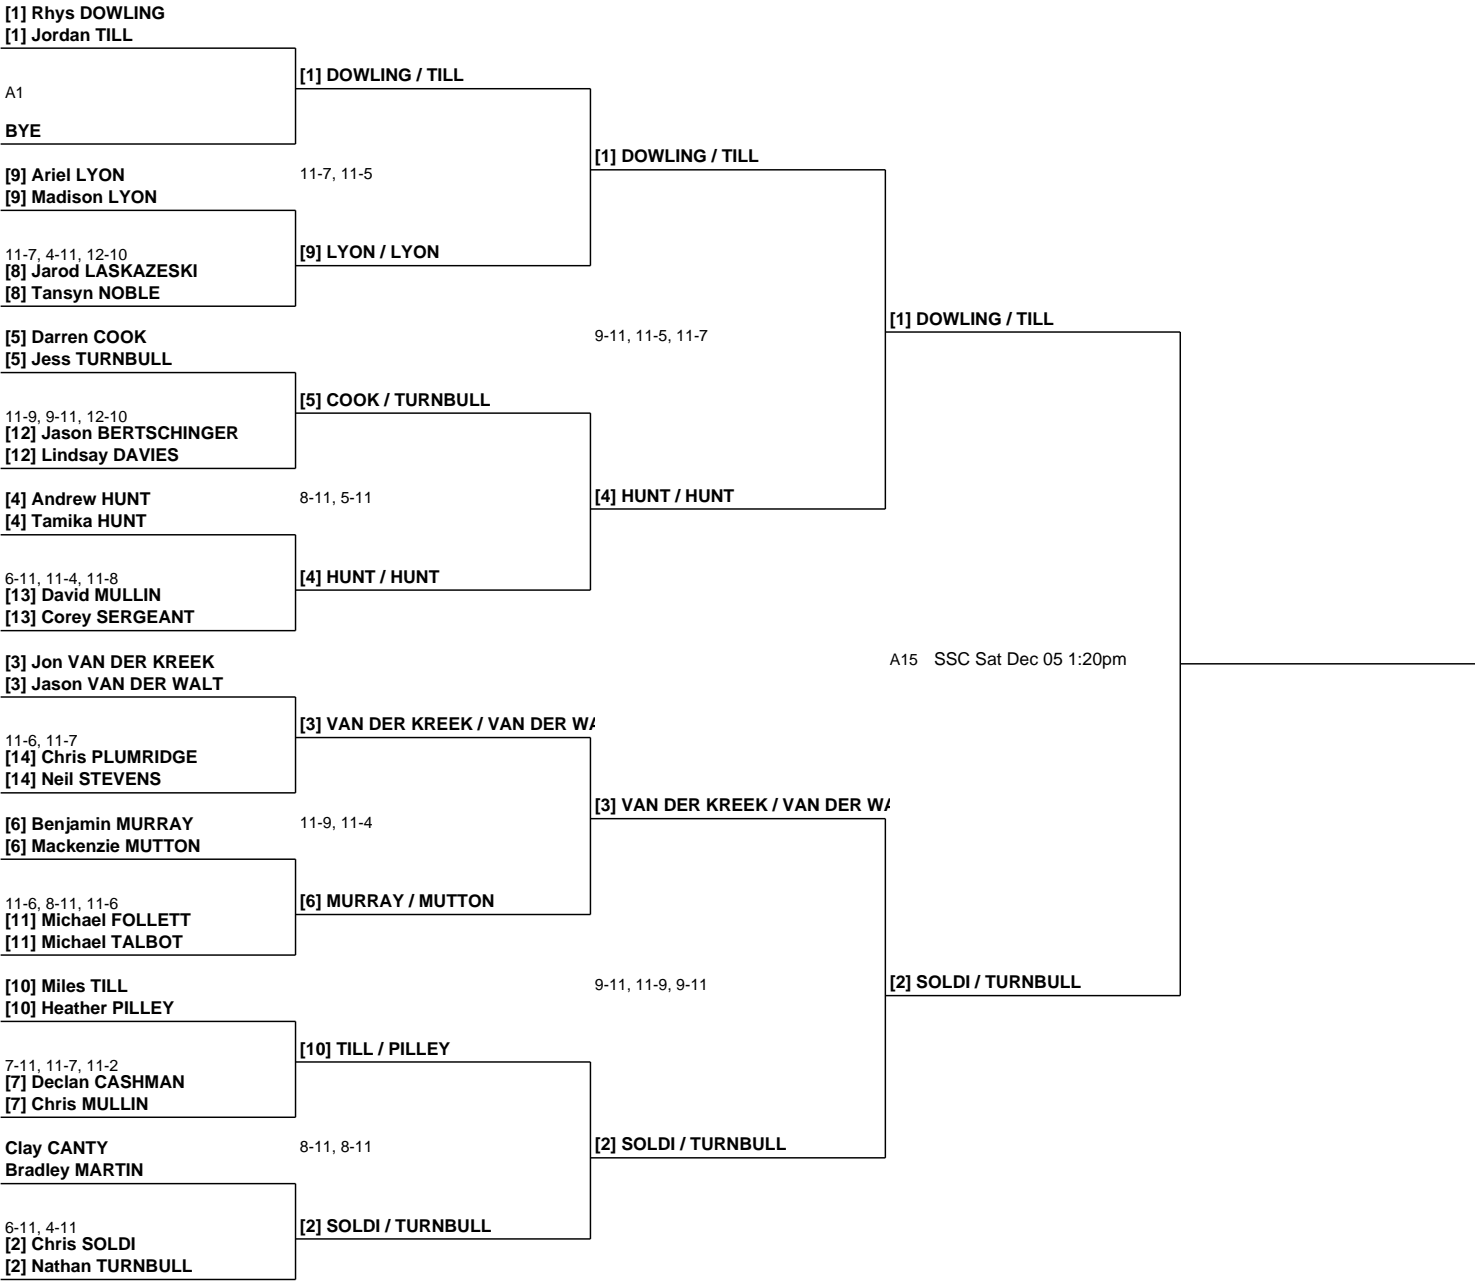 [1] Rhys DOWLING
[1] Jordan TILL
[1] DOWLING / TILL
A1
BYE
[1] DOWLING / TILL
[9] Ariel LYON
11-7, 11-5
[9] Madison LYON
11-7, 4-11, 12-10
[9] LYON / LYON
[8] Jarod LASKAZESKI
[8] Tansyn NOBLE
[1] DOWLING / TILL
[5] Darren COOK
9-11, 11-5, 11-7
[5] Jess TURNBULL
[5] COOK / TURNBULL
11-9, 9-11, 12-10
[12] Jason BERTSCHINGER
[12] Lindsay DAVIES
[4] Andrew HUNT
8-11, 5-11
[4] HUNT / HUNT
[4] Tamika HUNT
6-11, 11-4, 11-8
[4] HUNT / HUNT
[13] David MULLIN
[13] Corey SERGEANT
[3] Jon VAN DER KREEK
A15 SSC Sat Dec 05 1:20pm
[3] Jason VAN DER WALT
[3] VAN DER KREEK / VAN DER WA
11-6, 11-7
[14] Chris PLUMRIDGE
[14] Neil STEVENS
[3] VAN DER KREEK / VAN DER WA
[6] Benjamin MURRAY
11-9, 11-4
[6] Mackenzie MUTTON
11-6, 8-11, 11-6
[6] MURRAY / MUTTON
[11] Michael FOLLETT
[11] Michael TALBOT
[10] Miles TILL
9-11, 11-9, 9-11
[2] SOLDI / TURNBULL
[10] Heather PILLEY
[10] TILL / PILLEY
7-11, 11-7, 11-2
[7] Declan CASHMAN
[7] Chris MULLIN
Clay CANTY
8-11, 8-11
[2] SOLDI / TURNBULL
Bradley MARTIN
6-11, 4-11
[2] SOLDI / TURNBULL
[2] Chris SOLDI
[2] Nathan TURNBULL